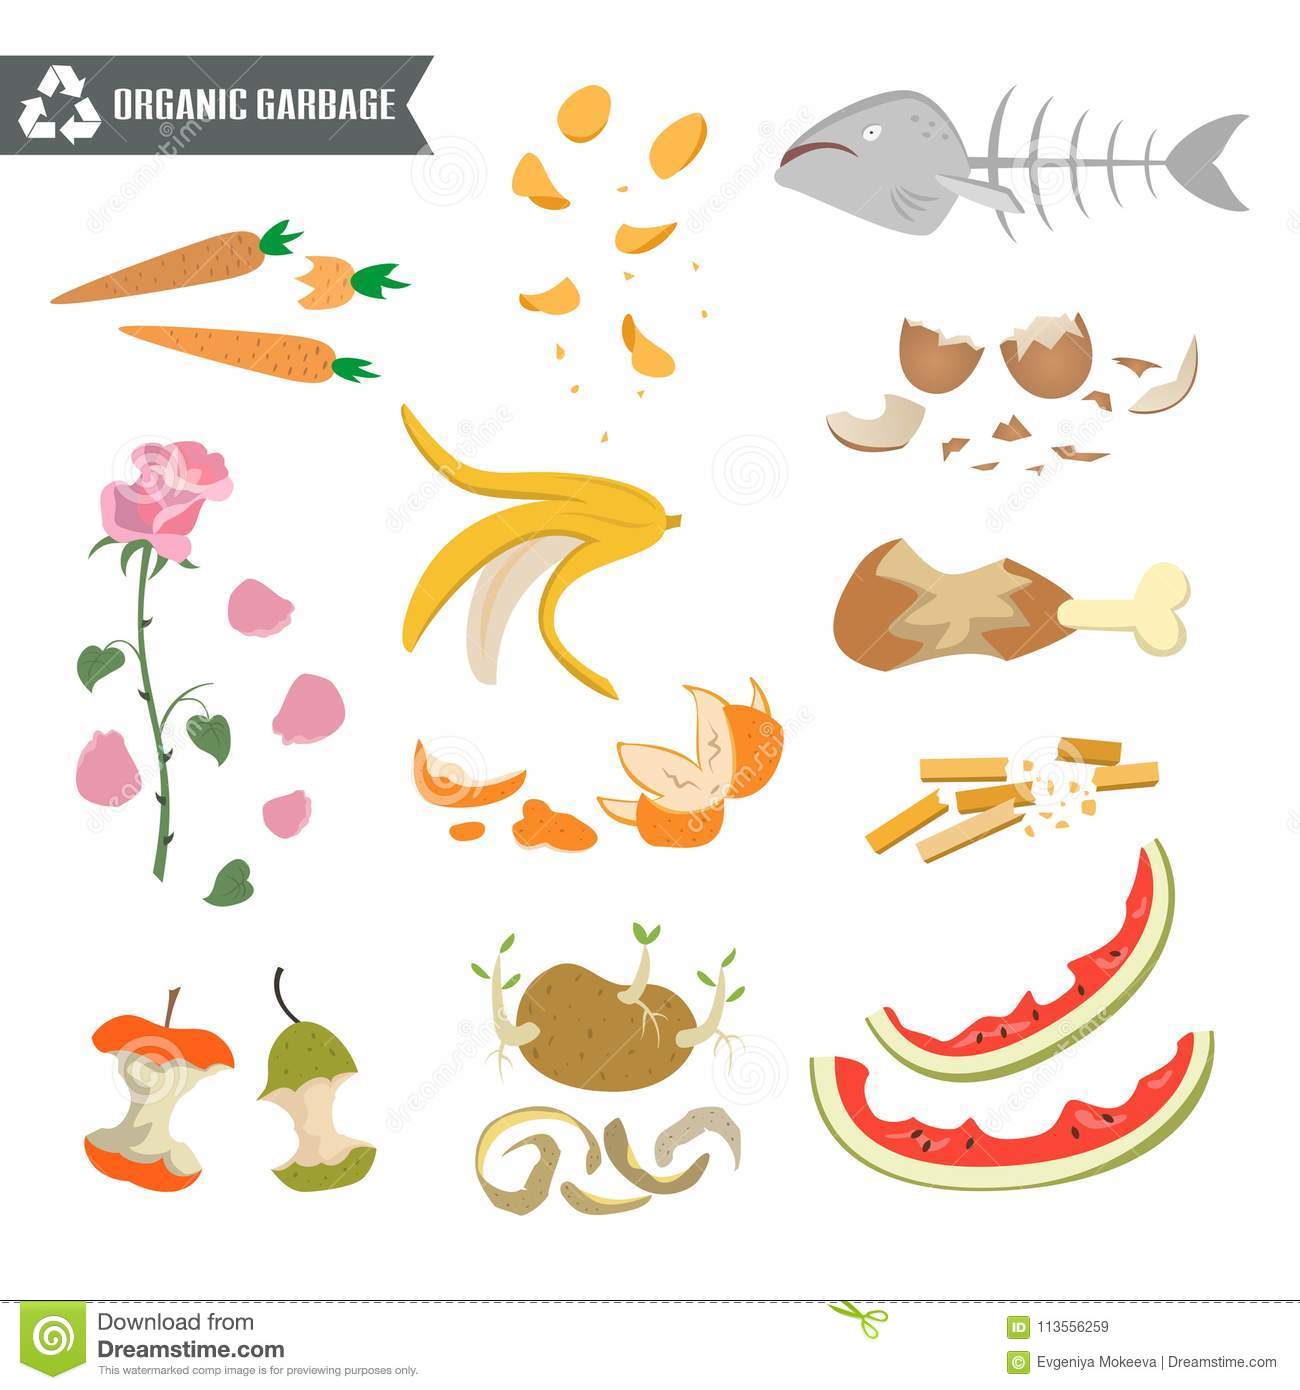 ORGANIC GARBAGE
Download from
Dreamstime.com
This watermarked comp image is for previewing purposes only.
ID 113556259
© Evgeniya Mokeeva | Dreamstime.com